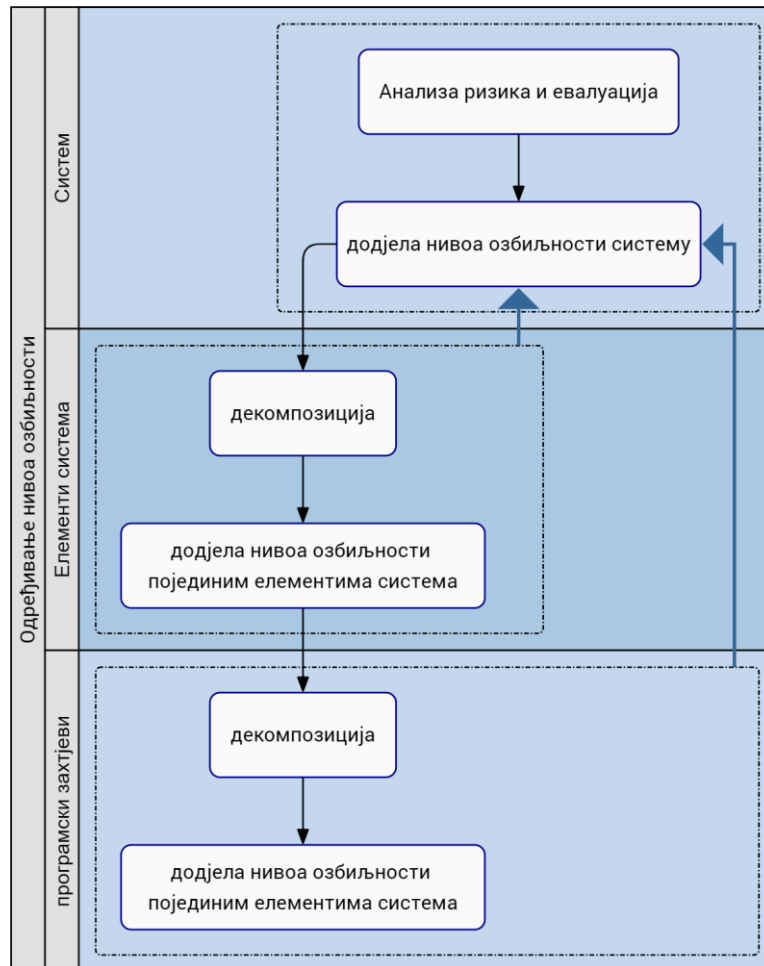 Одређивање нивоа озбиљности
Систем
Анализа ризика и евалуација
додјела нивоа озбиљности систему
Елементи система
декомпозиција
додјела нивоа озбиљности
појединим елементима система
програмски захтјеви
декомпозиција
додјела нивоа озбиљности
појединим елементима система